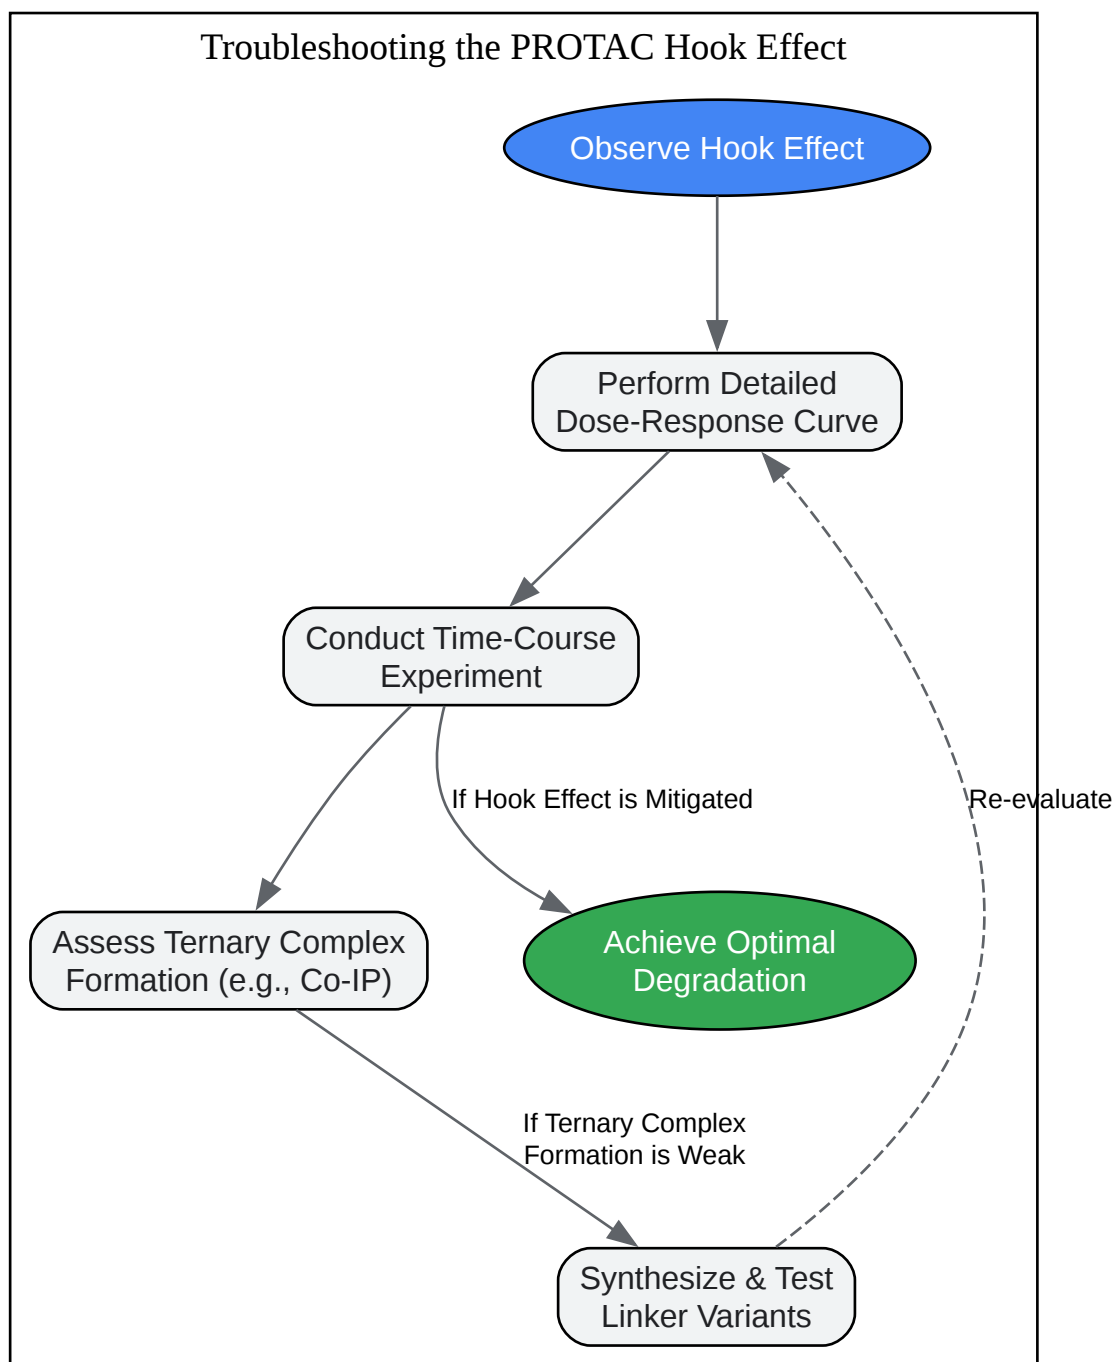 Troubleshooting the PROTAC Hook Effect
Observe Hook Effect
Perform Detailed
Dose-Response Curve
Conduct Time-Course
Experiment
If Hook Effect is Mitigated
Re-evaluate
Assess Ternary Complex
Formation (e.g., Co-IP)
Achieve Optimal
Degradation
If Ternary Complex
Formation is Weak
Synthesize & Test
Linker Variants